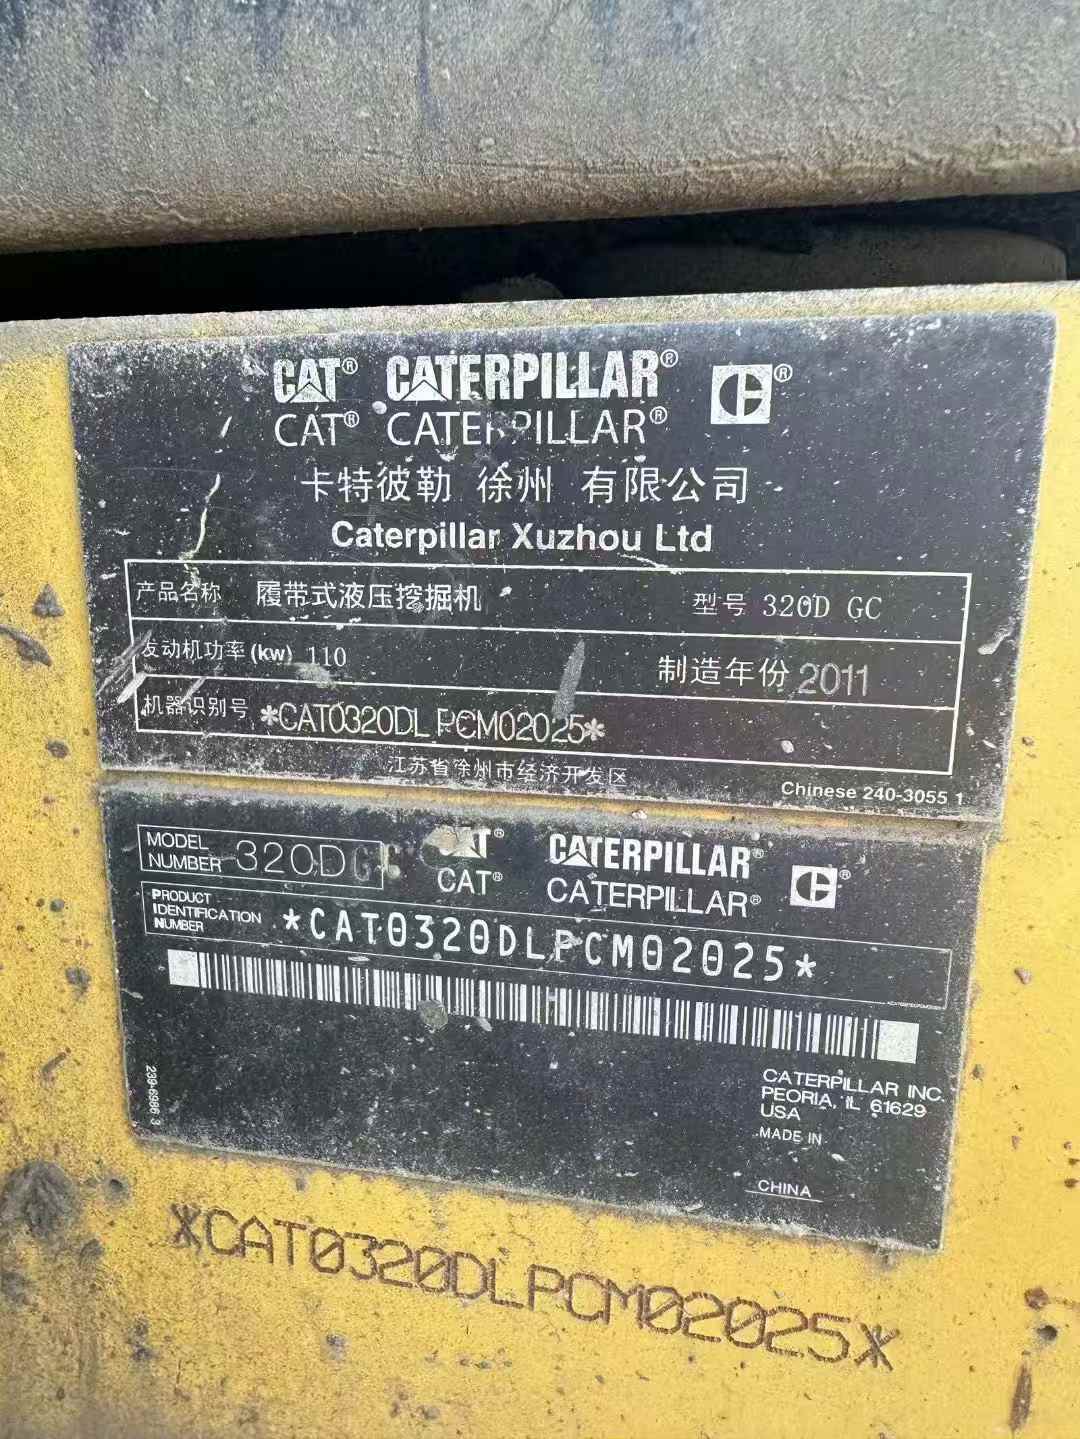 CAT® CATERPILLAR® ®
CAT® CATERPILLAR®
卡特彼勒 徐州 有限公司
Caterpillar Xuzhou Ltd
产品名称 履带式液压挖掘机 型号 320D GC
发动机功率(kw) 110 制造年份 2011
机器识别号 *CAT0320DLPCM02025*
江苏省徐州市经济开发区
Chinese 240-3055 1
MODEL NUMBER 320DGC
CAT® CATERPILLAR® ®
CAT® CATERPILLAR®
PRODUCT IDENTIFICATION NUMBER *CAT0320DLPCM02025*
239-6986 3
CATERPILLAR INC.
PEORIA, IL 61629
USA
MADE IN
CHINA
*CAT0320DLPCM02025*